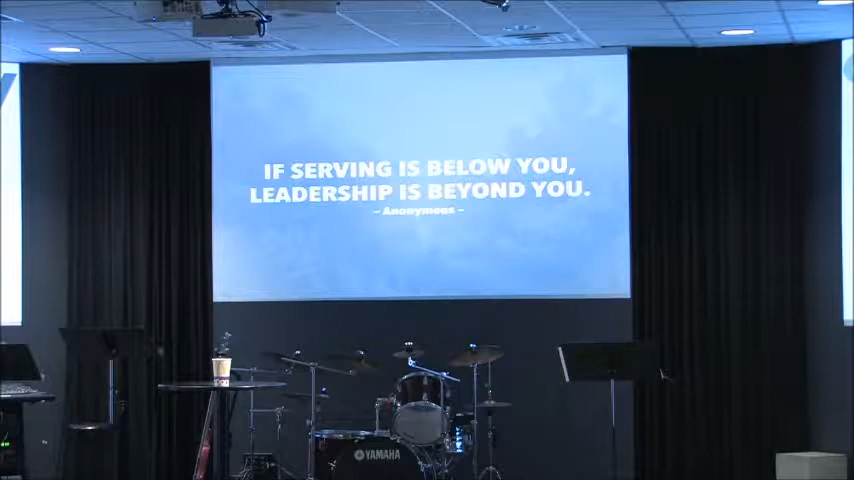 IF SERVING IS BELOW YOU,
LEADERSHIP IS BEYOND YOU.
– Anonymous –
YAMAHA